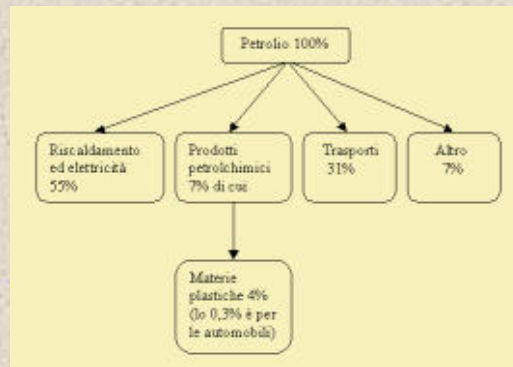 Petrolio 100%
Riscaldamento
ed elettricità
55%
Prodotti
petrolchimici
7% di cui
Trasporti
31%
Altro
7%
Materie
plastiche 4%
(lo 0,3% è per
le automobili)